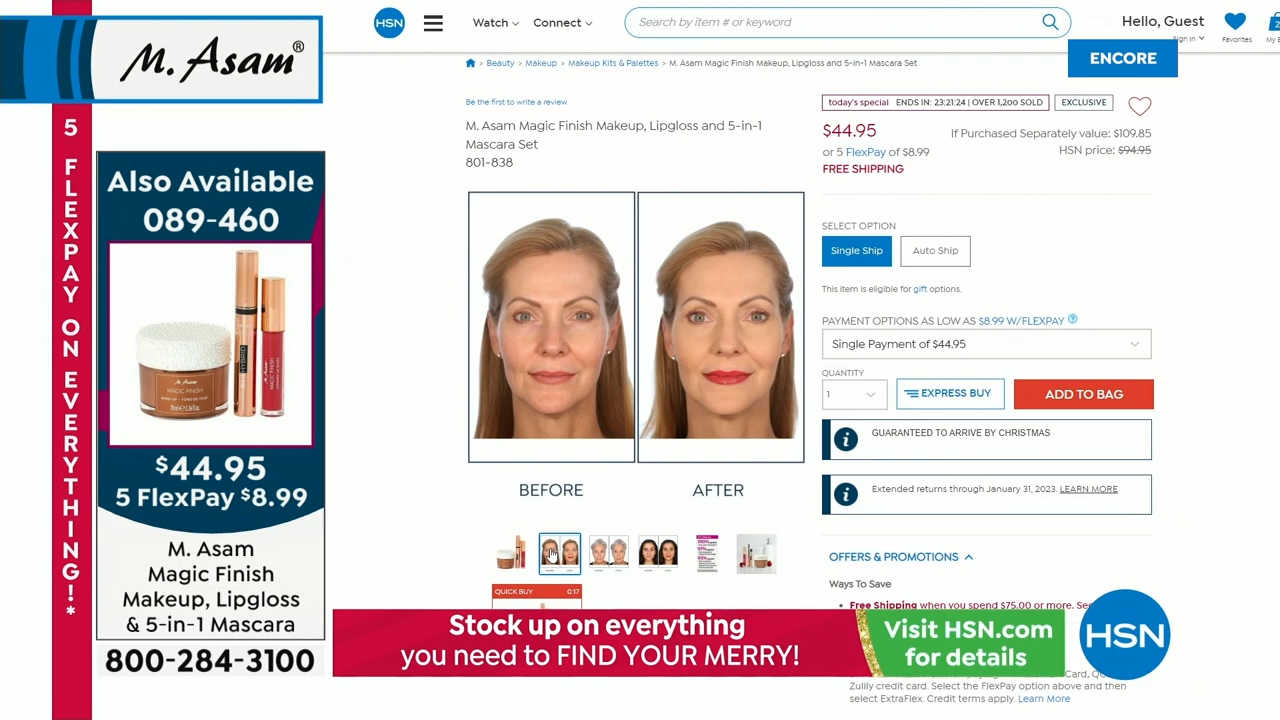 M. Asam®
5 FLEXPAY ON EVERYTHING!*
Also Available
089-460
M. Asam
MAGIC FINISH
$44.95
5 FlexPay $8.99
M. Asam
Magic Finish
Makeup, Lipgloss
& 5-in-1 Mascara
800-284-3100
HSN
Watch
Connect
Search by item # or keyword
Hello, Guest
Sign In
Favorites
2
ENCORE
Beauty > Makeup > Makeup Kits & Palettes > M. Asam Magic Finish Makeup, Lipgloss and 5-in-1 Mascara Set
Be the first to write a review
M. Asam Magic Finish Makeup, Lipgloss and 5-in-1
Mascara Set
801-838
BEFORE
AFTER
QUICK BUY 0:17
today's special ENDS IN: 23:21:24 | OVER 1,200 SOLD
EXCLUSIVE
$44.95
If Purchased Separately value: $109.85
or 5 FlexPay of $8.99
HSN price: $94.95
FREE SHIPPING
SELECT OPTION
Single Ship
Auto Ship
This item is eligible for gift options.
PAYMENT OPTIONS AS LOW AS $8.99 W/FLEXPAY
Single Payment of $44.95
QUANTITY
1
EXPRESS BUY
ADD TO BAG
GUARANTEED TO ARRIVE BY CHRISTMAS
Extended returns through January 31, 2023. LEARN MORE
OFFERS & PROMOTIONS
Ways To Save
Free Shipping when you spend $75.00 or more.
Stock up on everything
you need to FIND YOUR MERRY!
Visit HSN.com
for details
HSN
Zulily credit card. Select the FlexPay option above and then
select ExtraFlex. Credit terms apply. Learn More